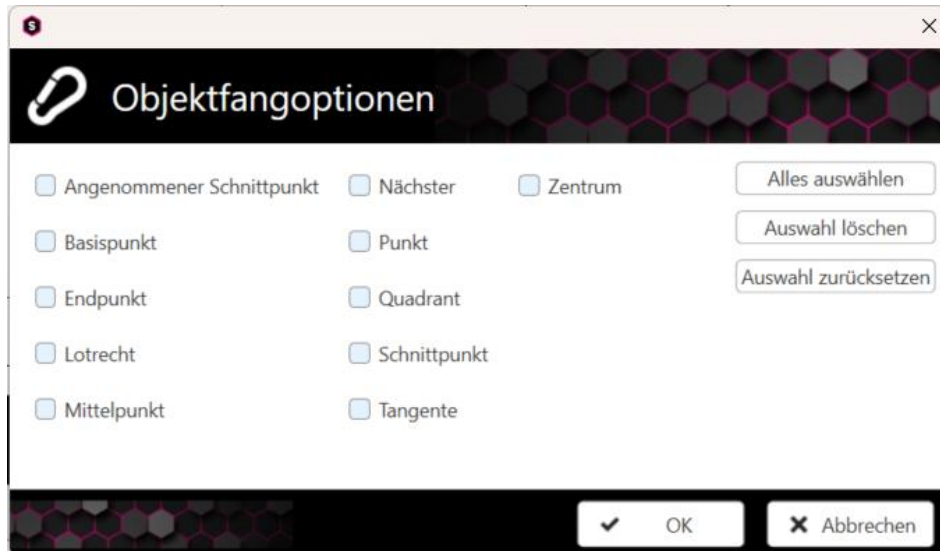 S
Objektfangoptionen
Angenommener Schnittpunkt
Basispunkt
Endpunkt
Lotrecht
Mittelpunkt
Nächster
Punkt
Quadrant
Schnittpunkt
Tangente
Zentrum
Alles auswählen
Auswahl löschen
Auswahl zurücksetzen
OK
Abbrechen